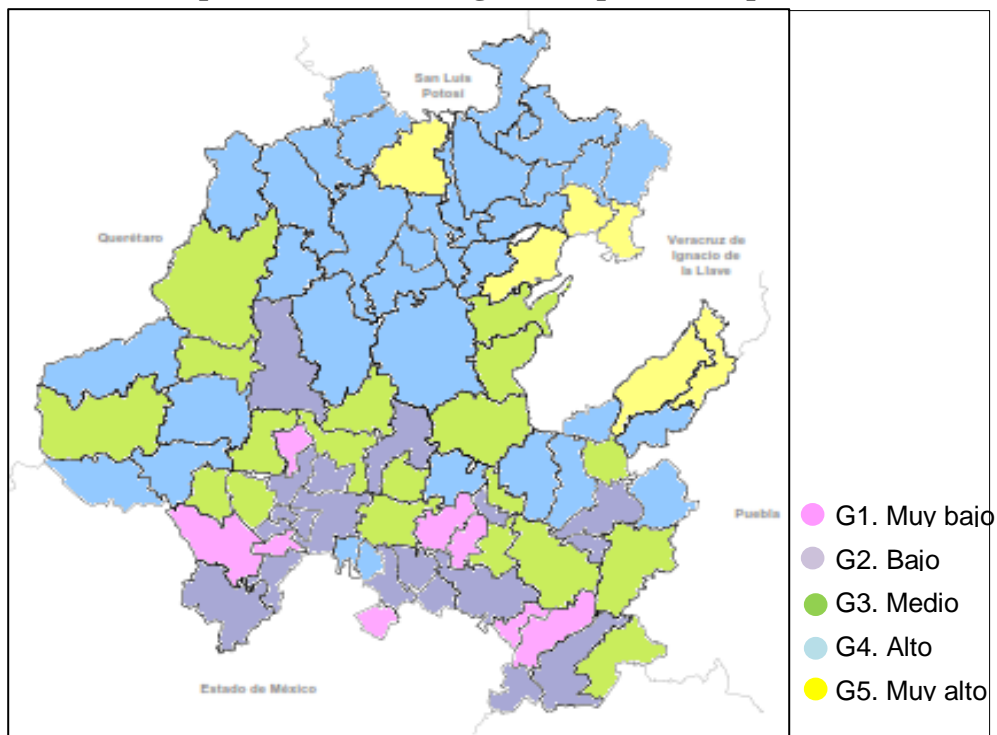 San Luis
Potosí
Querétaro
Veracruz de
Ignacio de
la Llave
Puebla
Estado de México
G1. Muy bajo
G2. Bajo
G3. Medio
G4. Alto
G5. Muy alto